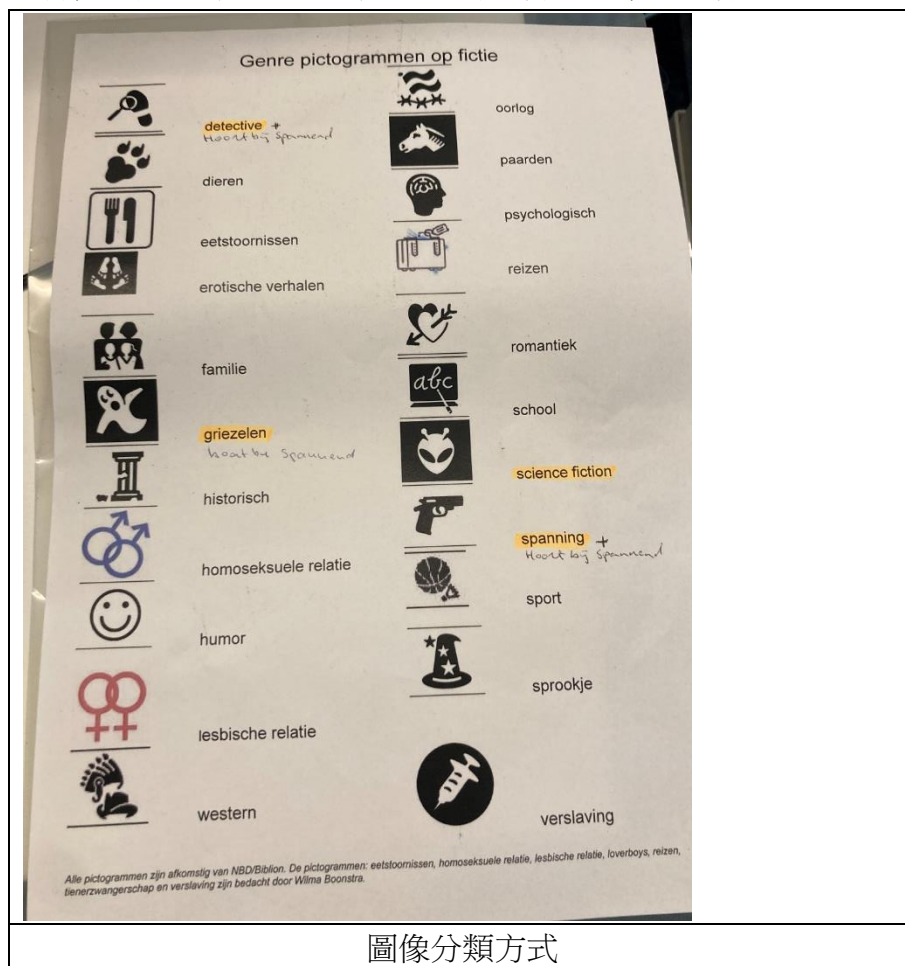 Genre pictogrammen op fictie
detective +
Hoort bij Spannend
dieren
eetstoornissen
erotische verhalen
familie
griezelen
hoort bij Spannend
historisch
homoseksuele relatie
humor
lesbische relatie
western
oorlog
paarden
psychologisch
reizen
romantiek
abc
school
science fiction
spanning +
Hoort bij Spannend
sport
sprookje
verslaving
Alle pictogrammen zijn afkomstig van NBD/Biblion. De pictogrammen: eetstoornissen, homoseksuele relatie, lesbische relatie, loverboys, reizen,
tienerzwangerschap en verslaving zijn bedacht door Wilma Boonstra.
圖像分類方式